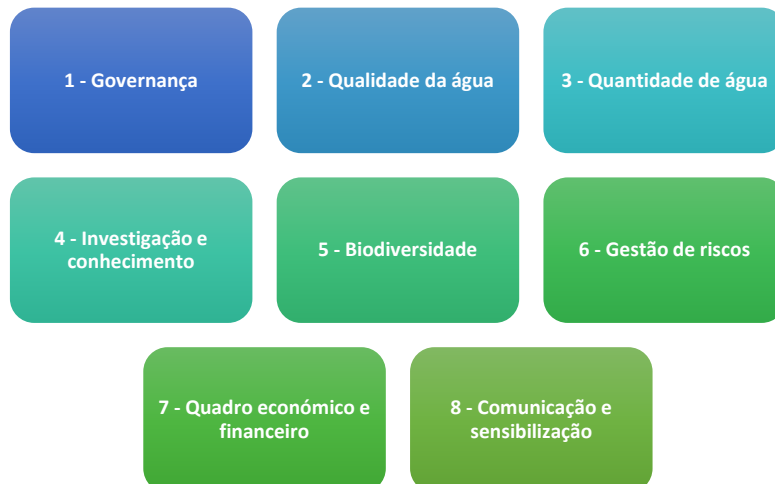 1 - Governança
2 - Qualidade da água
3 - Quantidade de água
4 - Investigação e
conhecimento
5 - Biodiversidade
6 - Gestão de riscos
7 - Quadro económico e
financeiro
8 - Comunicação e
sensibilização